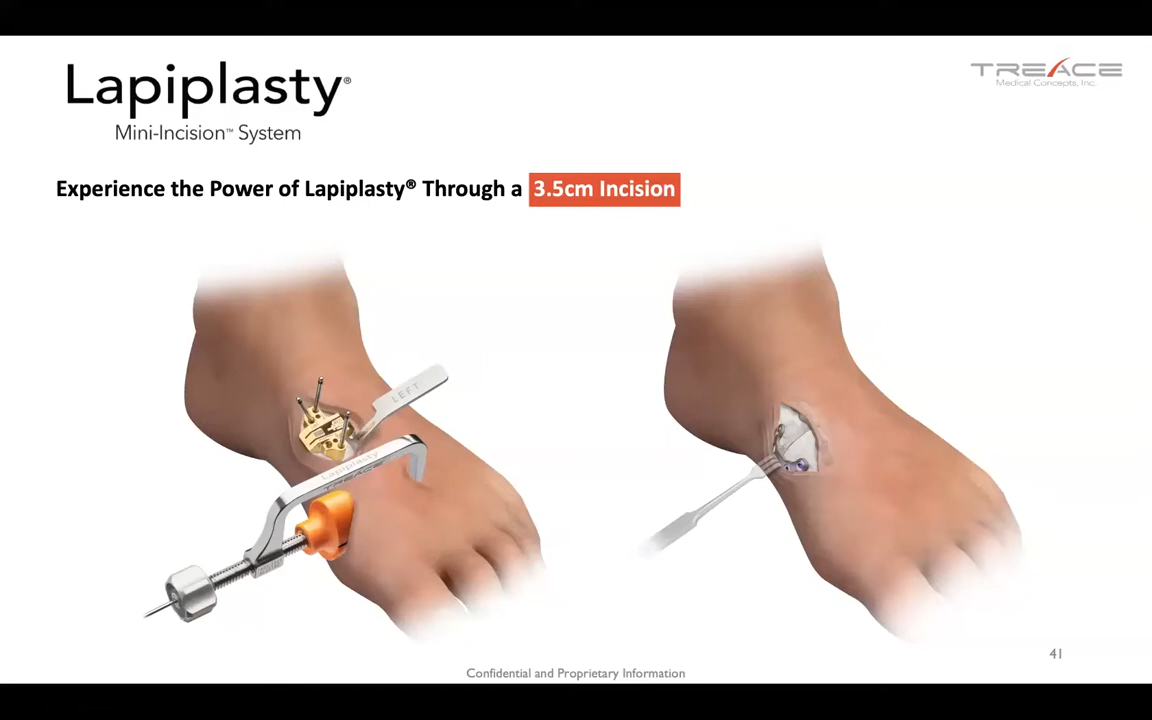 Lapiplasty®
Mini-Incision™ System
TREACE
Medical Concepts, Inc.
Experience the Power of Lapiplasty® Through a 3.5cm Incision
LEFT
Lapiplasty
TREACE
41
Confidential and Proprietary Information